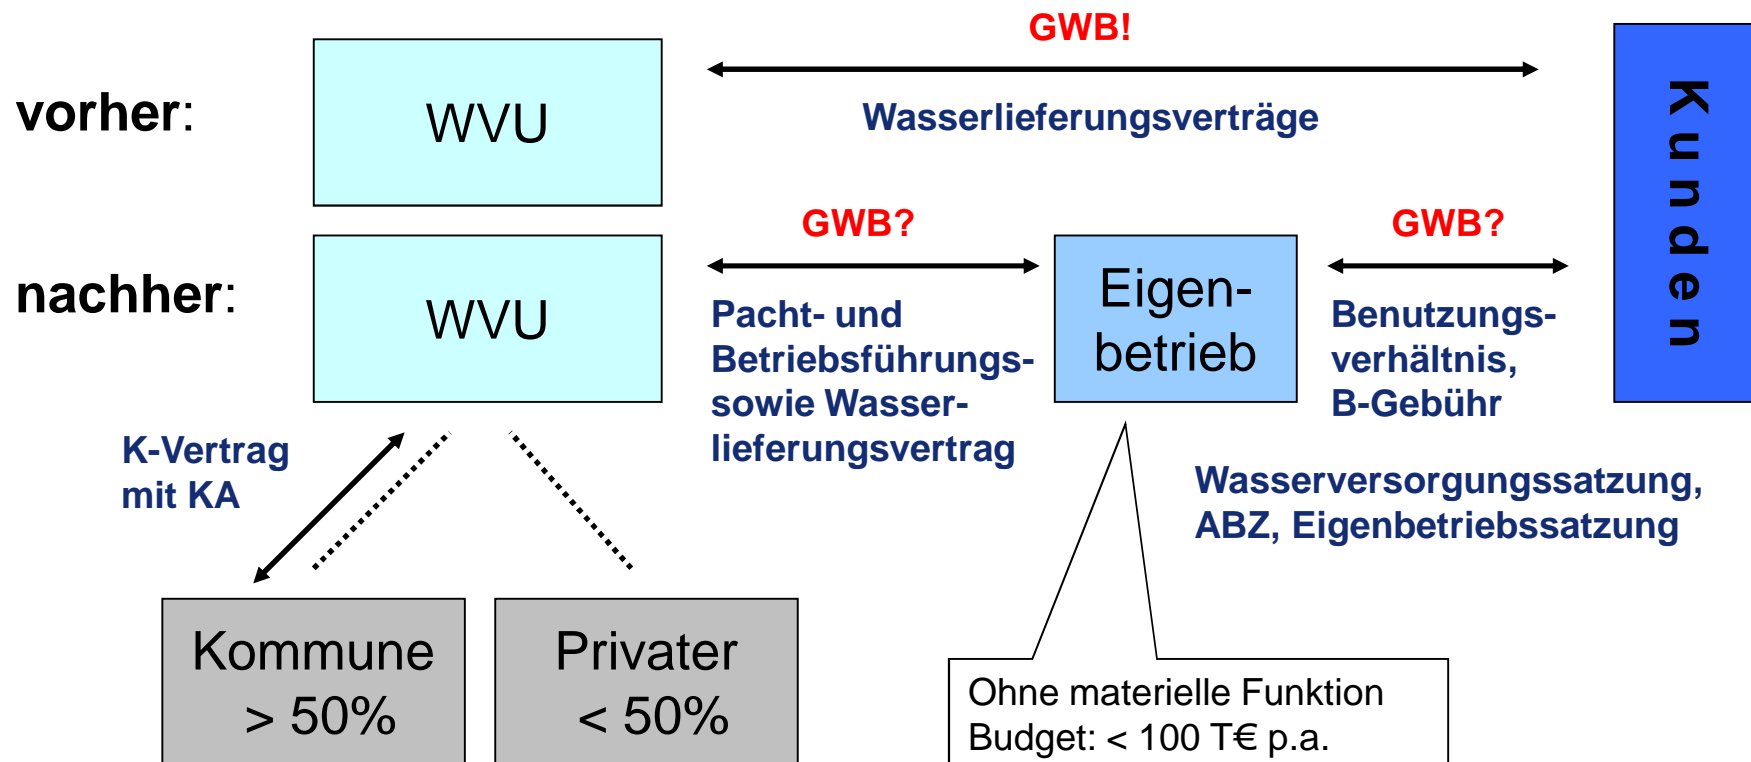 GWB!
vorher:
WVU
Wasserlieferungsverträge
Kunden
GWB?
GWB?
nachher:
WVU
Pacht- und
Betriebsführungs-
sowie Wasser-
lieferungsvertrag
Eigen-
betrieb
Benutzungs-
verhältnis,
B-Gebühr
K-Vertrag
mit KA
Wasserversorgungssatzung,
ABZ, Eigenbetriebssatzung
Kommune
> 50%
Privater
< 50%
Ohne materielle Funktion
Budget: < 100 T€ p.a.